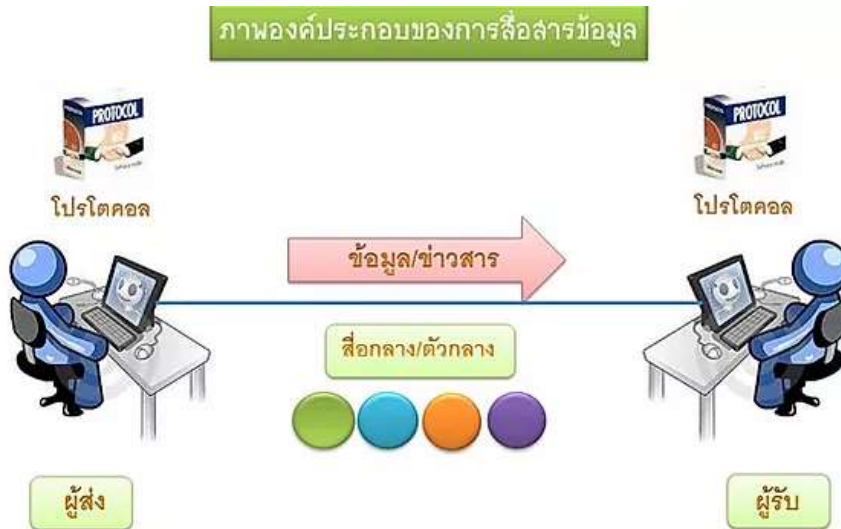 ภาพองค์ประกอบของการสื่อสารข้อมูล
PROTOCOL
PROTOCOL
โปรโตคอล
โปรโตคอล
ข้อมูล/ข่าวสาร
สื่อกลาง/ตัวกลาง
ผู้ส่ง
ผู้รับ